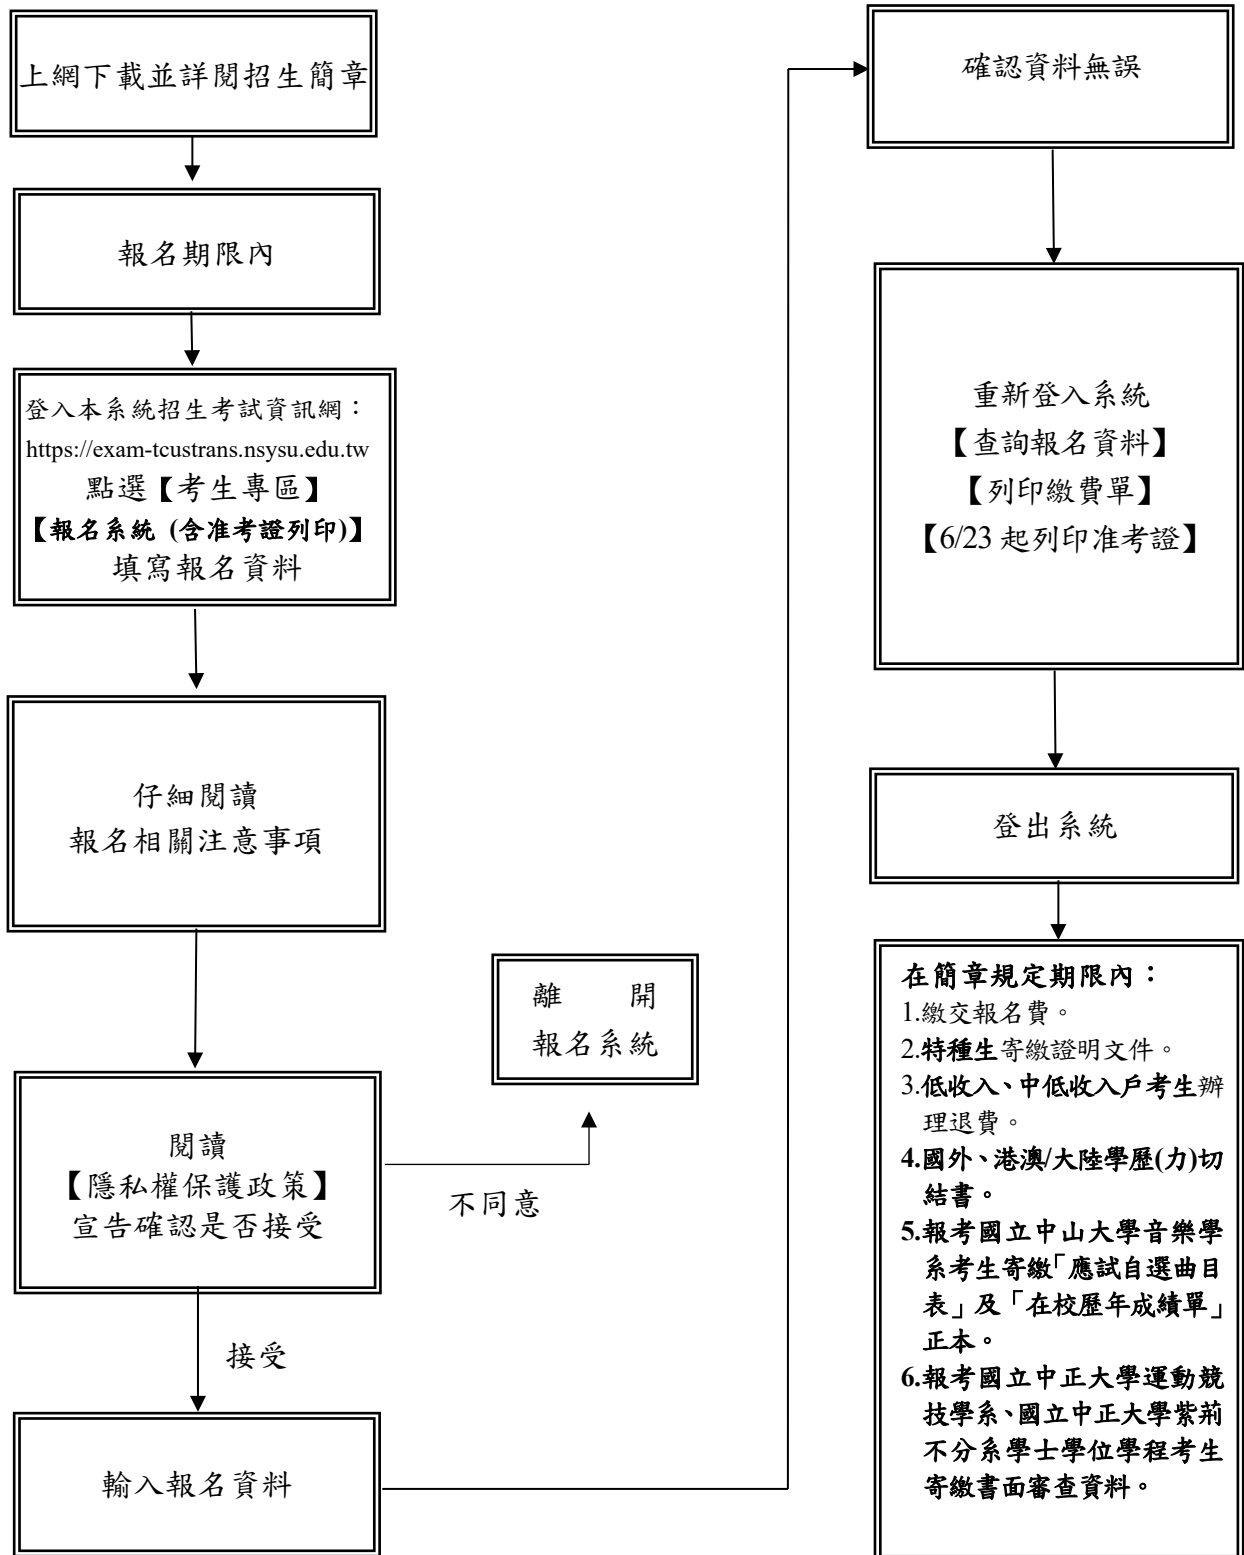 上網下載並詳閱招生簡章
報名期限內
登入本系統招生考試資訊網：
https://exam-tcustrans.nsysu.edu.tw
點選【考生專區】
【報名系統 (含准考證列印)】
填寫報名資料
仔細閱讀
報名相關注意事項
閱讀
【隱私權保護政策】
宣告確認是否接受
不同意
離　　開
報名系統
接受
輸入報名資料
確認資料無誤
重新登入系統
【查詢報名資料】
【列印繳費單】
【6/23 起列印准考證】
登出系統
在簡章規定期限內：
1.繳交報名費。
2.特種生寄繳證明文件。
3.低收入、中低收入戶考生辦
理退費。
4.國外、港澳/大陸學歷(力)切
結書。
5.報考國立中山大學音樂學
系考生寄繳「應試自選曲目
表」及「在校歷年成績單」
正本。
6.報考國立中正大學運動競
技學系、國立中正大學紫荊
不分系學士學位學程考生
寄繳書面審查資料。